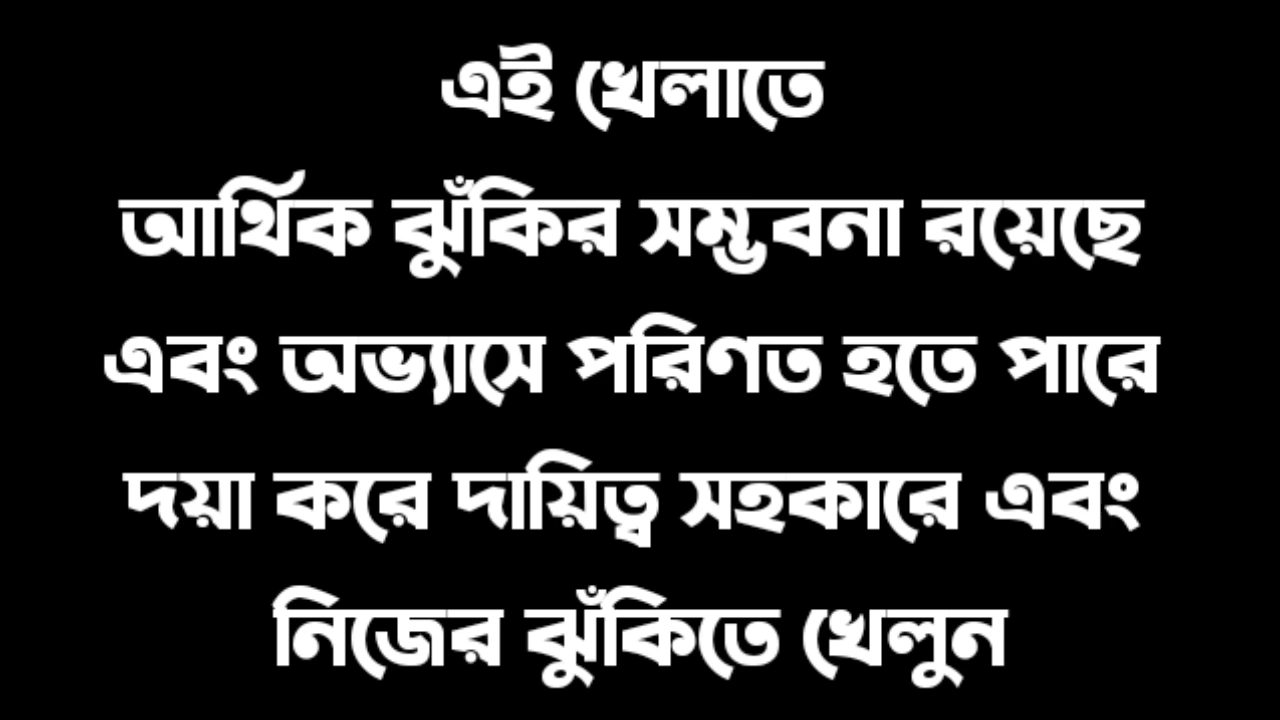 এই খেলাতে
আর্থিক ঝুঁকির সম্ভবনা রয়েছে
এবং অভ্যাসে পরিণত হতে পারে
দয়া করে দায়িত্ব সহকারে এবং
নিজের ঝুঁকিতে খেলুন